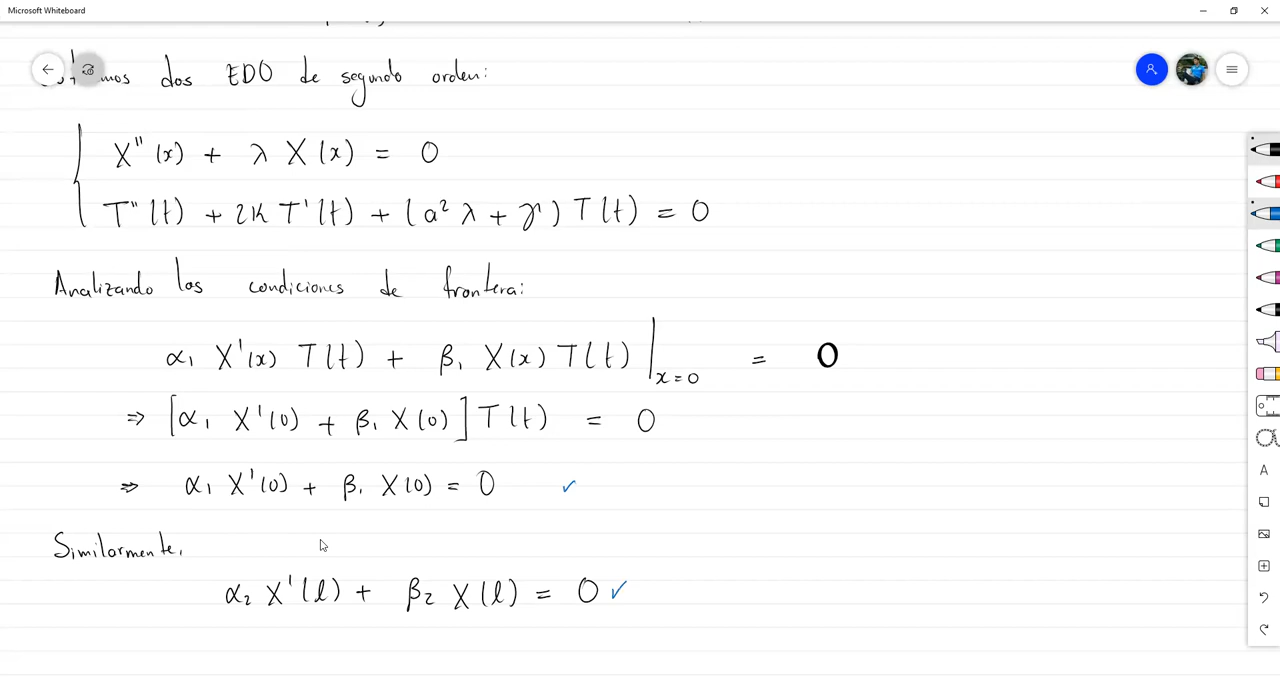 Microsoft Whiteboard
dos EDO de segundo orden:
X''(x) + λ X(x) = 0
T''(t) + 2K T'(t) + (a² λ + γ) T(t) = 0
Analizando las condiciones de frontera:
α₁ X'(x) T(t) + β₁ X(x) T(t) |ₓ₌₀ = 0
⇒ [α₁ X'(0) + β₁ X(0)] T(t) = 0
⇒ α₁ X'(0) + β₁ X(0) = 0 ✓
Similarmente,
α₂ X'(l) + β₂ X(l) = 0 ✓
A